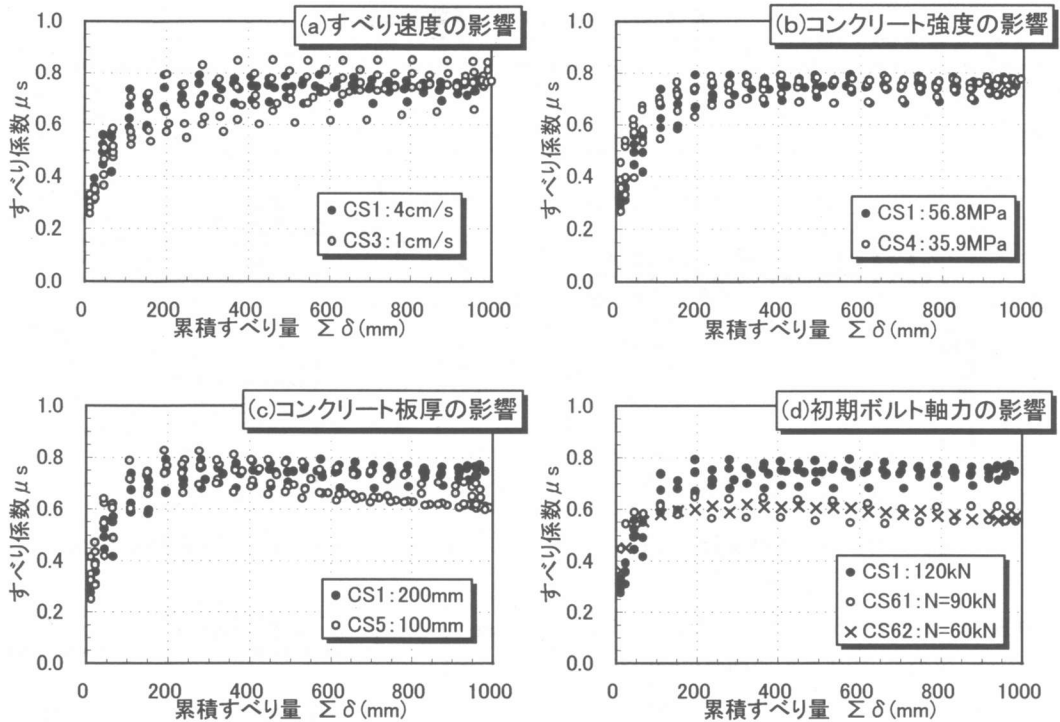 (a)すべり速度の影響
すべり係数μs
1.0
0.8
0.6
0.4
0.2
0.0
CS1:4cm/s
CS3:1cm/s
0 200 400 600 800 1000
累積すべり量 Σδ(mm)
(b)コンクリート強度の影響
すべり係数μs
1.0
0.8
0.6
0.4
0.2
0.0
CS1:56.8MPa
CS4:35.9MPa
0 200 400 600 800 1000
累積すべり量 Σδ(mm)
(c)コンクリート板厚の影響
すべり係数μs
1.0
0.8
0.6
0.4
0.2
0.0
CS1:200mm
CS5:100mm
0 200 400 600 800 1000
累積すべり量 Σδ(mm)
(d)初期ボルト軸力の影響
すべり係数μs
1.0
0.8
0.6
0.4
0.2
0.0
CS1:120kN
CS61:N=90kN
CS62:N=60kN
0 200 400 600 800 1000
累積すべり量 Σδ(mm)